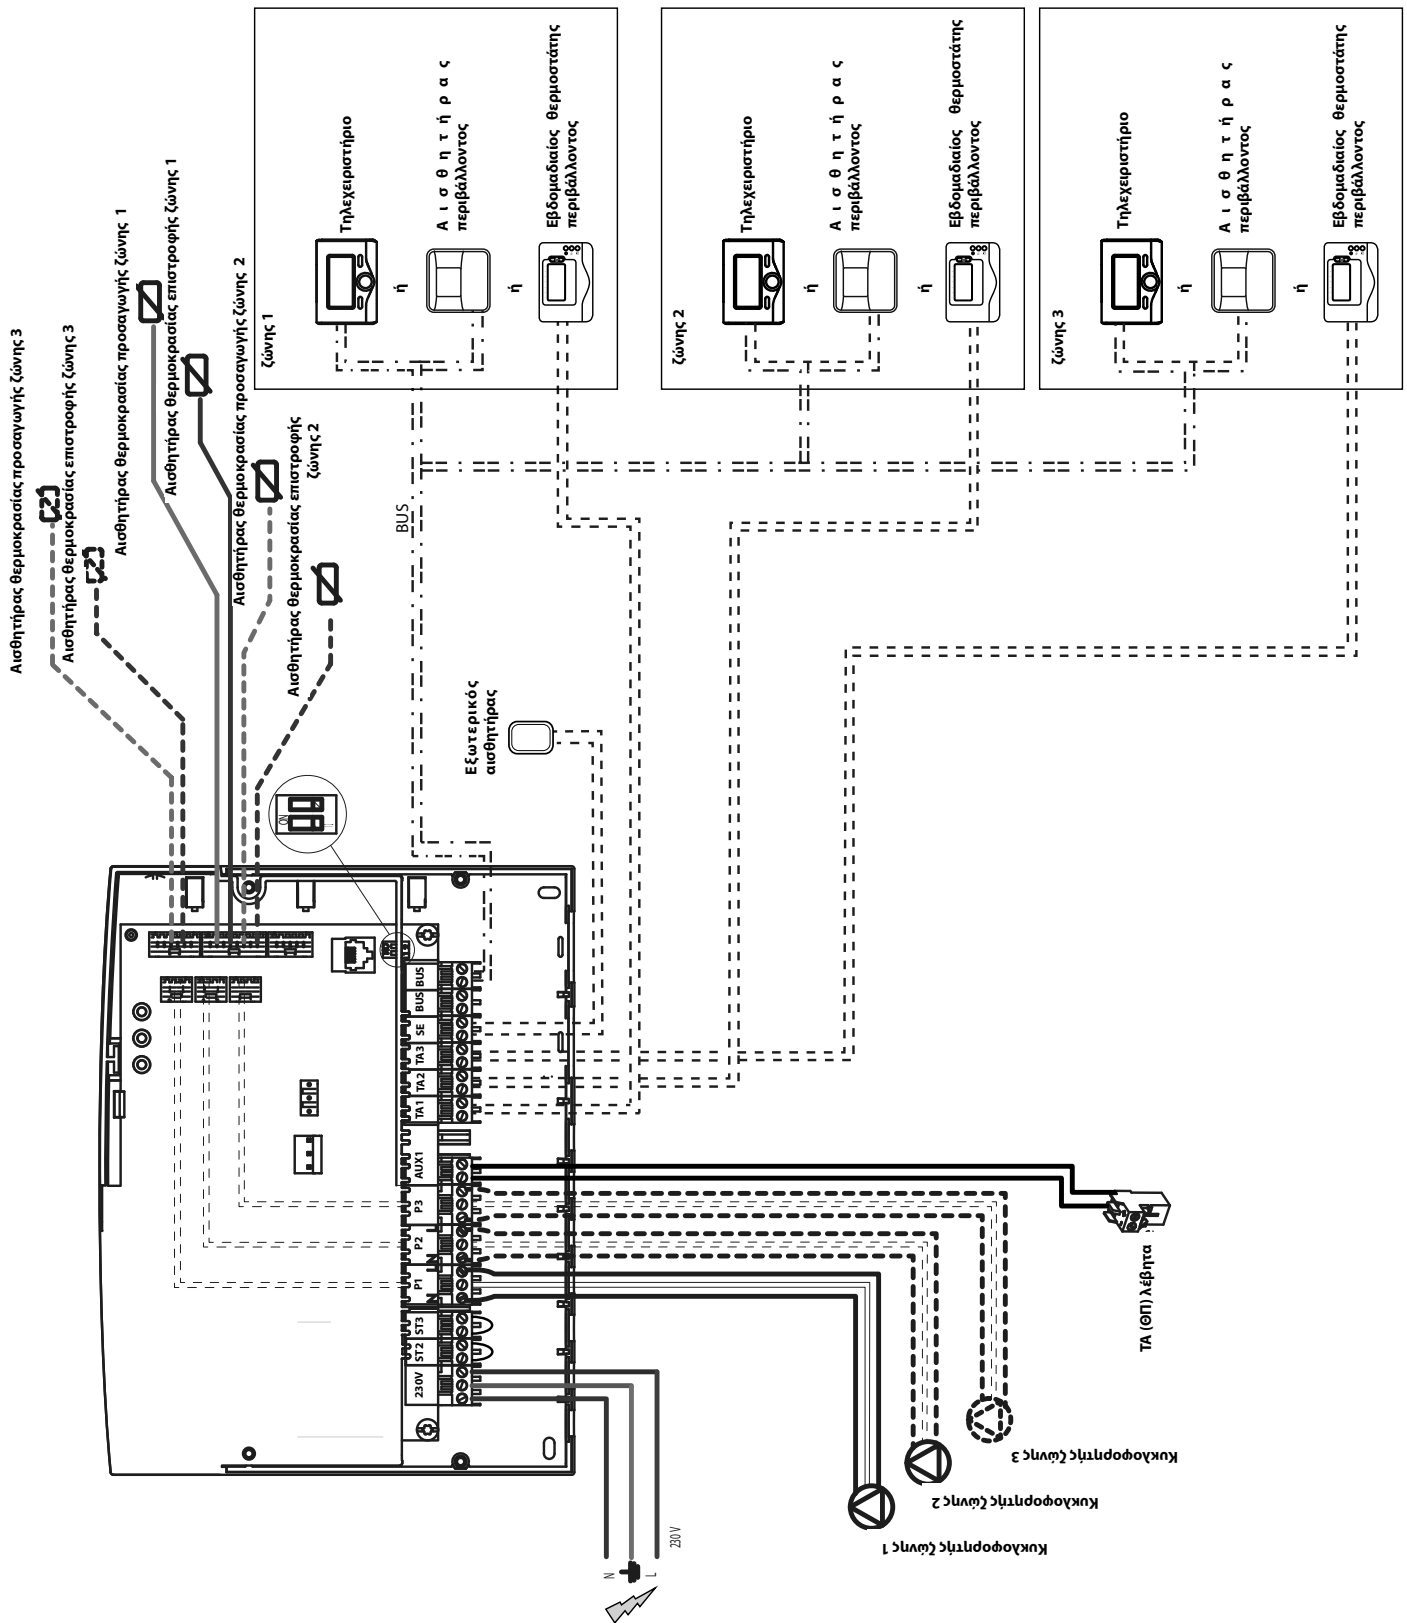 Αισθητήρας θερμοκρασίας προσαγωγής ζώνης 3
Αισθητήρας θερμοκρασίας επιστροφής ζώνης 3
Αισθητήρας θερμοκρασίας προσαγωγής ζώνης 1
Αισθητήρας θερμοκρασίας επιστροφής ζώνης 1
Αισθητήρας θερμοκρασίας προσαγωγής ζώνης 2
Αισθητήρας θερμοκρασίας επιστροφής
ζώνης 2
ζώνης 1
Τηλεχειριστήριο
ή
Αισθητήρας
περιβάλλοντος
ή
Εβδομαδιαίος θερμοστάτης
περιβάλλοντος
ζώνης 2
Τηλεχειριστήριο
ή
Αισθητήρας
περιβάλλοντος
ή
Εβδομαδιαίος θερμοστάτης
περιβάλλοντος
ζώνης 3
Τηλεχειριστήριο
ή
Αισθητήρας
περιβάλλοντος
ή
Εβδομαδιαίος θερμοστάτης
περιβάλλοντος
BUS
Εξωτερικός
αισθητήρας
ON
230V
ST2
ST3
P1
P2
P3
AUX1
TA1
TA2
TA3
SE
BUS
BUS
N
N
TA (ΘΠ) λέβητα
Κυκλοφορητής ζώνης 3
Κυκλοφορητής ζώνης 2
Κυκλοφορητής ζώνης 1
N
L
230 V